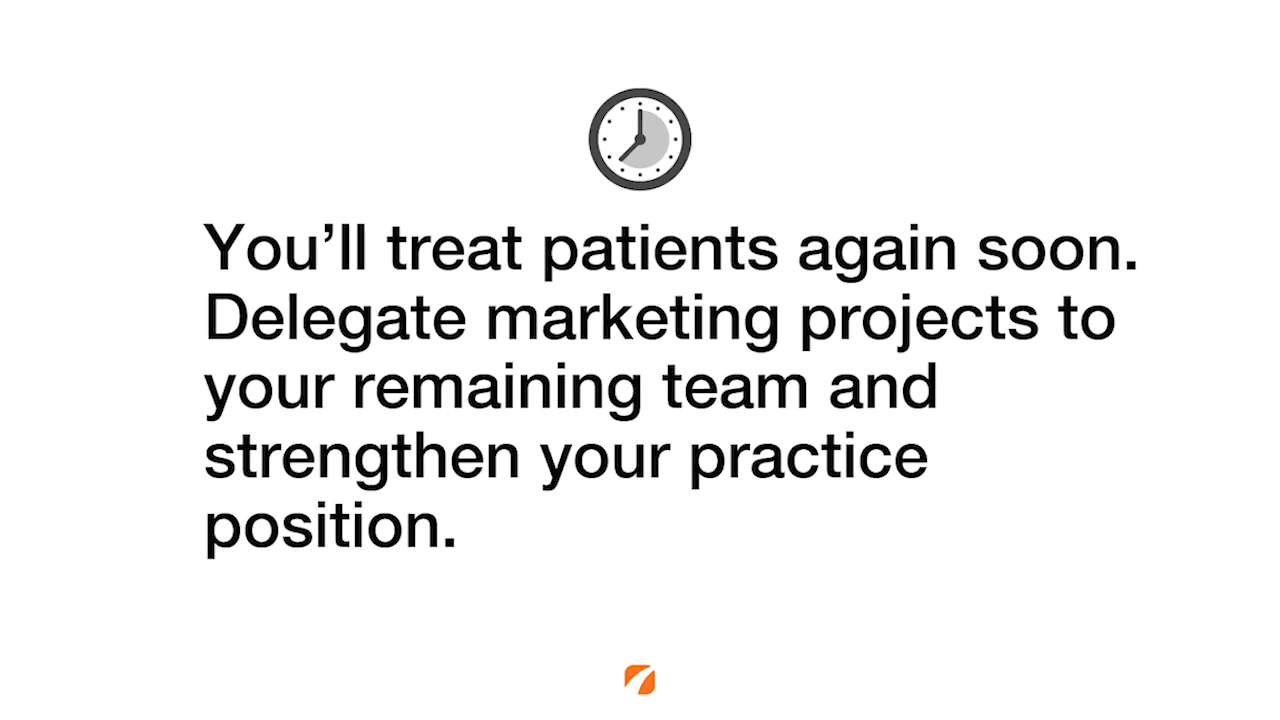 You’ll treat patients again soon.
Delegate marketing projects to
your remaining team and
strengthen your practice
position.